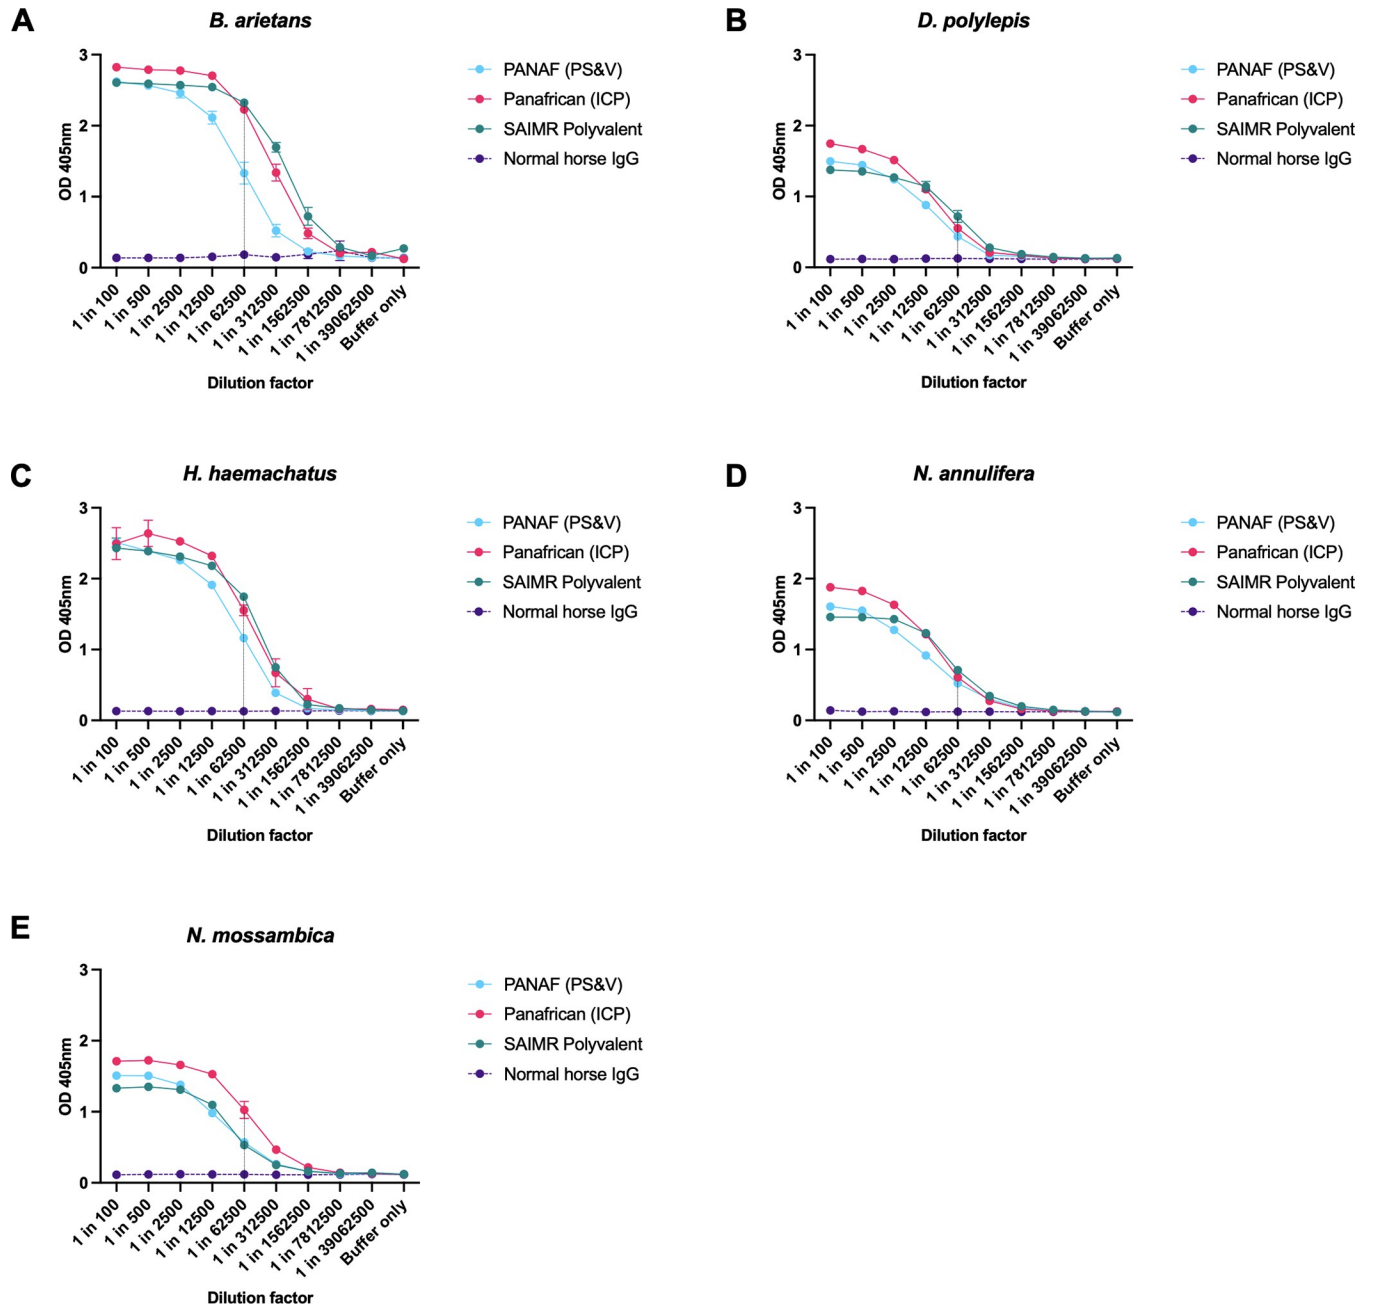 A
B. arietans
3
2
1
0
OD 405nm
PANAF (PS&V)
Panafrican (ICP)
SAIMR Polyvalent
Normal horse IgG
1 in 100
1 in 500
1 in 2500
1 in 12500
1 in 62500
1 in 312500
1 in 1562500
1 in 7812500
1 in 39062500
Buffer only
Dilution factor
B
D. polylepis
3
2
1
0
OD 405nm
PANAF (PS&V)
Panafrican (ICP)
SAIMR Polyvalent
Normal horse IgG
1 in 100
1 in 500
1 in 2500
1 in 12500
1 in 62500
1 in 312500
1 in 1562500
1 in 7812500
1 in 39062500
Buffer only
Dilution factor
C
H. haemachatus
3
2
1
0
OD 405nm
PANAF (PS&V)
Panafrican (ICP)
SAIMR Polyvalent
Normal horse IgG
1 in 100
1 in 500
1 in 2500
1 in 12500
1 in 62500
1 in 312500
1 in 1562500
1 in 7812500
1 in 39062500
Buffer only
Dilution factor
D
N. annulifera
3
2
1
0
OD 405nm
PANAF (PS&V)
Panafrican (ICP)
SAIMR Polyvalent
Normal horse IgG
1 in 100
1 in 500
1 in 2500
1 in 12500
1 in 62500
1 in 312500
1 in 1562500
1 in 7812500
1 in 39062500
Buffer only
Dilution factor
E
N. mossambica
3
2
1
0
OD 405nm
PANAF (PS&V)
Panafrican (ICP)
SAIMR Polyvalent
Normal horse IgG
1 in 100
1 in 500
1 in 2500
1 in 12500
1 in 62500
1 in 312500
1 in 1562500
1 in 7812500
1 in 39062500
Buffer only
Dilution factor